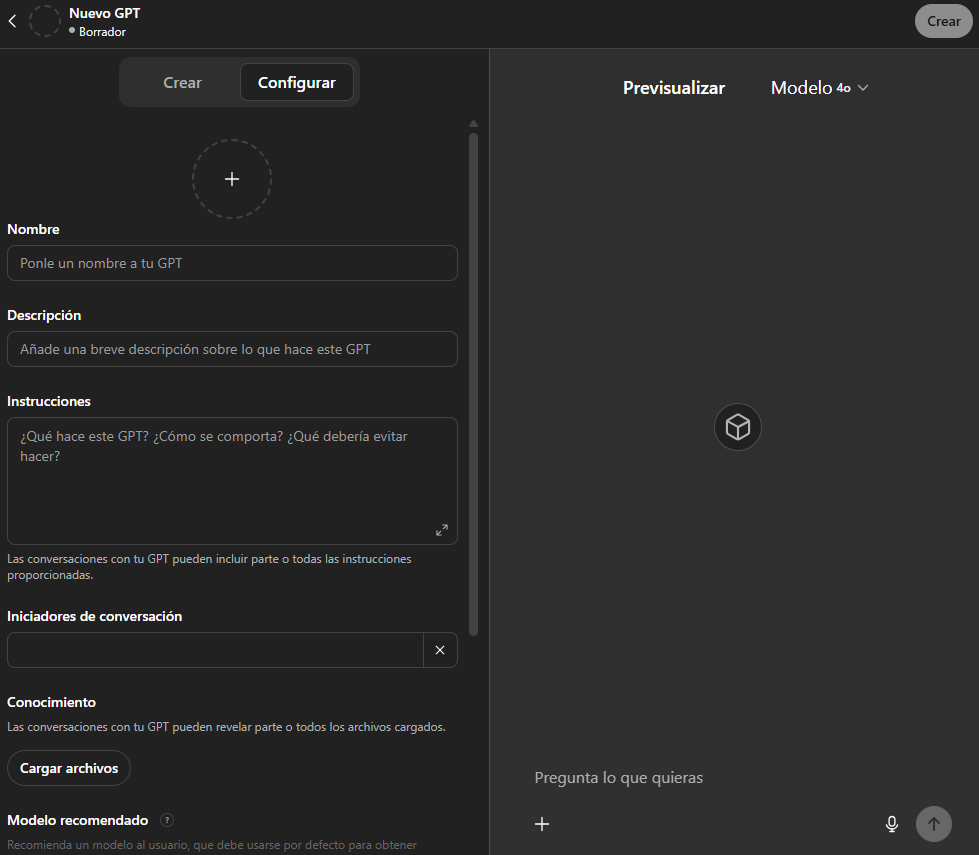 Nuevo GPT
Borrador
Crear
Crear
Configurar
Nombre
Ponle un nombre a tu GPT
Descripción
Añade una breve descripción sobre lo que hace este GPT
Instrucciones
¿Qué hace este GPT? ¿Cómo se comporta? ¿Qué debería evitar
hacer?
Las conversaciones con tu GPT pueden incluir parte o todas las instrucciones
proporcionadas.
Iniciadores de conversación
Conocimiento
Las conversaciones con tu GPT pueden revelar parte o todos los archivos cargados.
Cargar archivos
Modelo recomendado ?
Recomienda un modelo al usuario, que debe usarse por defecto para obtener
Previsualizar
Modelo 4o
Pregunta lo que quieras